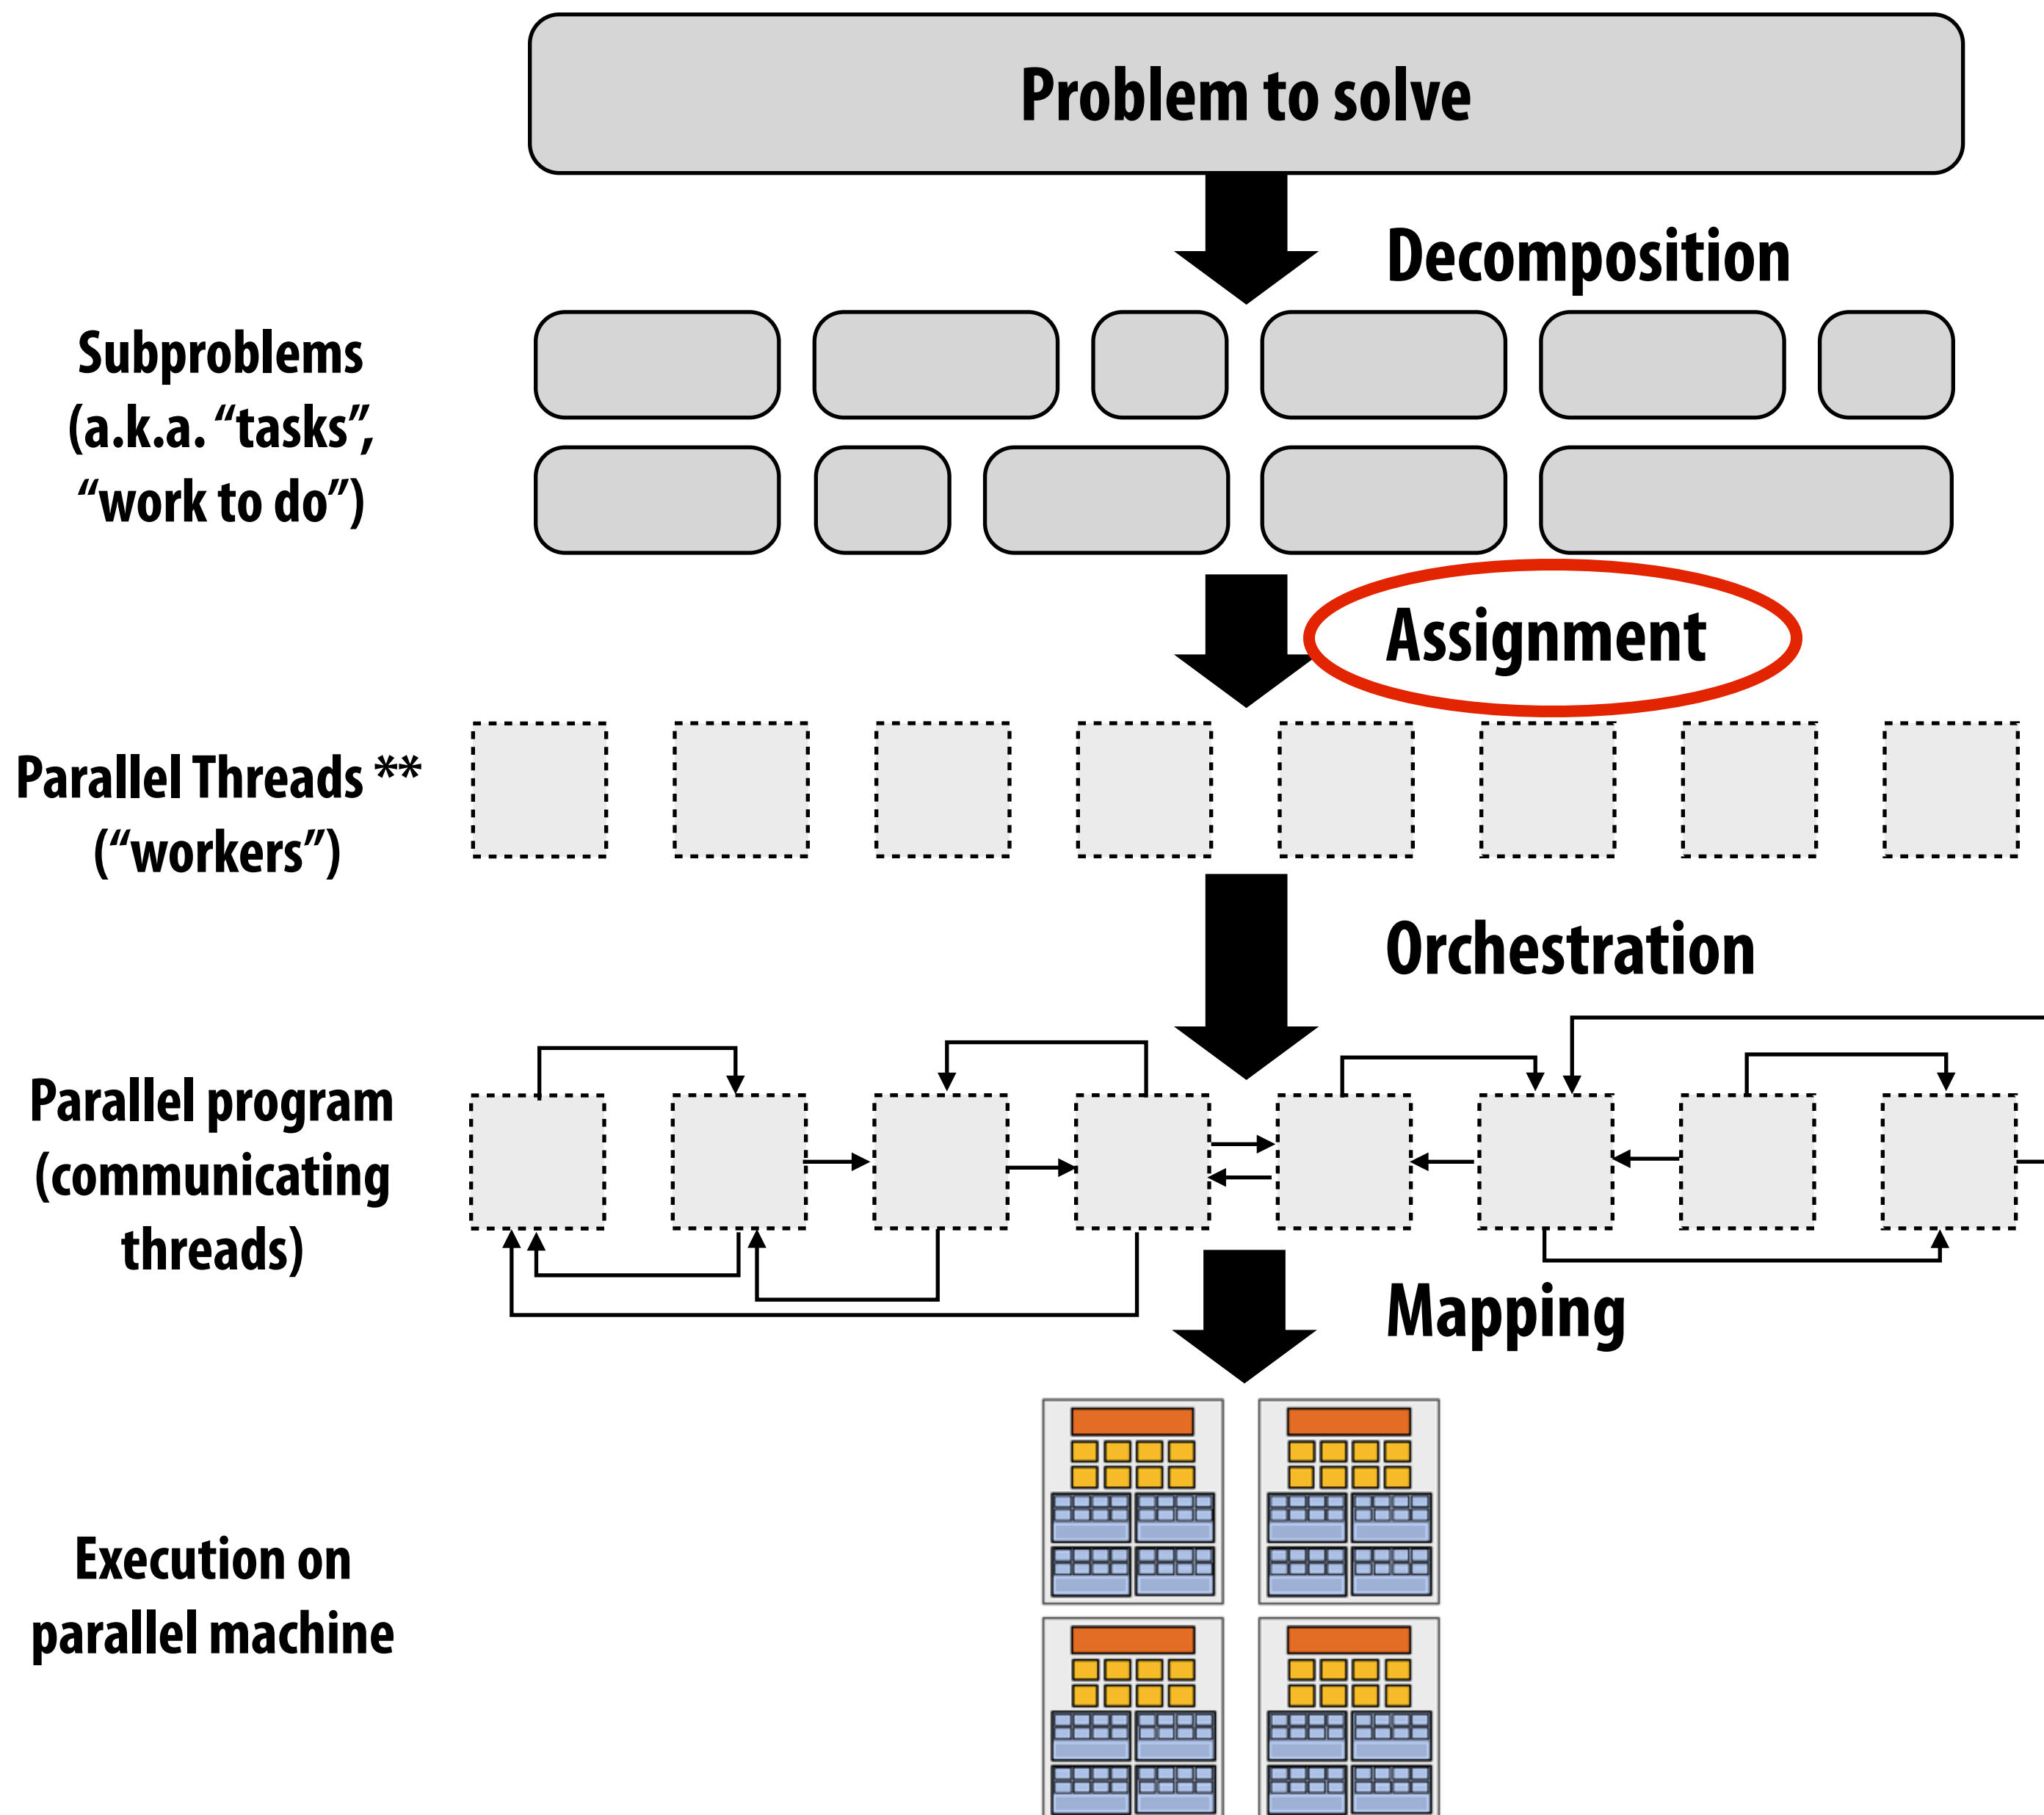 Problem to solve
Decomposition
Subproblems
(a.k.a. “tasks”,
“work to do”)
Assignment
Parallel Threads **
(“workers”)
Orchestration
Parallel program
(communicating
threads)
Mapping
Execution on
parallel machine